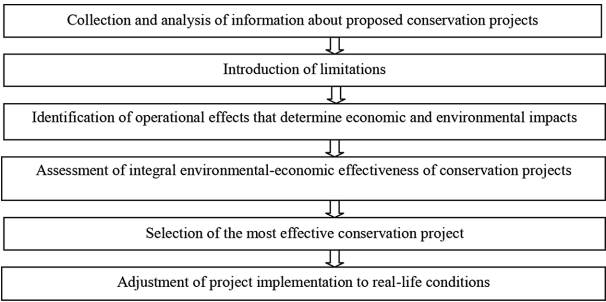 Collection and analysis of information about proposed conservation projects
Introduction of limitations
Identification of operational effects that determine economic and environmental impacts
Assessment of integral environmental-economic effectiveness of conservation projects
Selection of the most effective conservation project
Adjustment of project implementation to real-life conditions